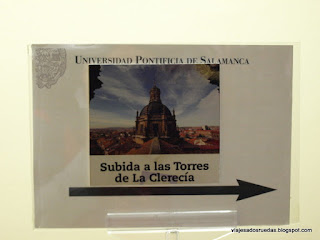 UNIVERSIDAD PONTIFICIA DE SALAMANCA
Subida a las Torres
de La Clerecía
viajesadosruedas.blogspot.com